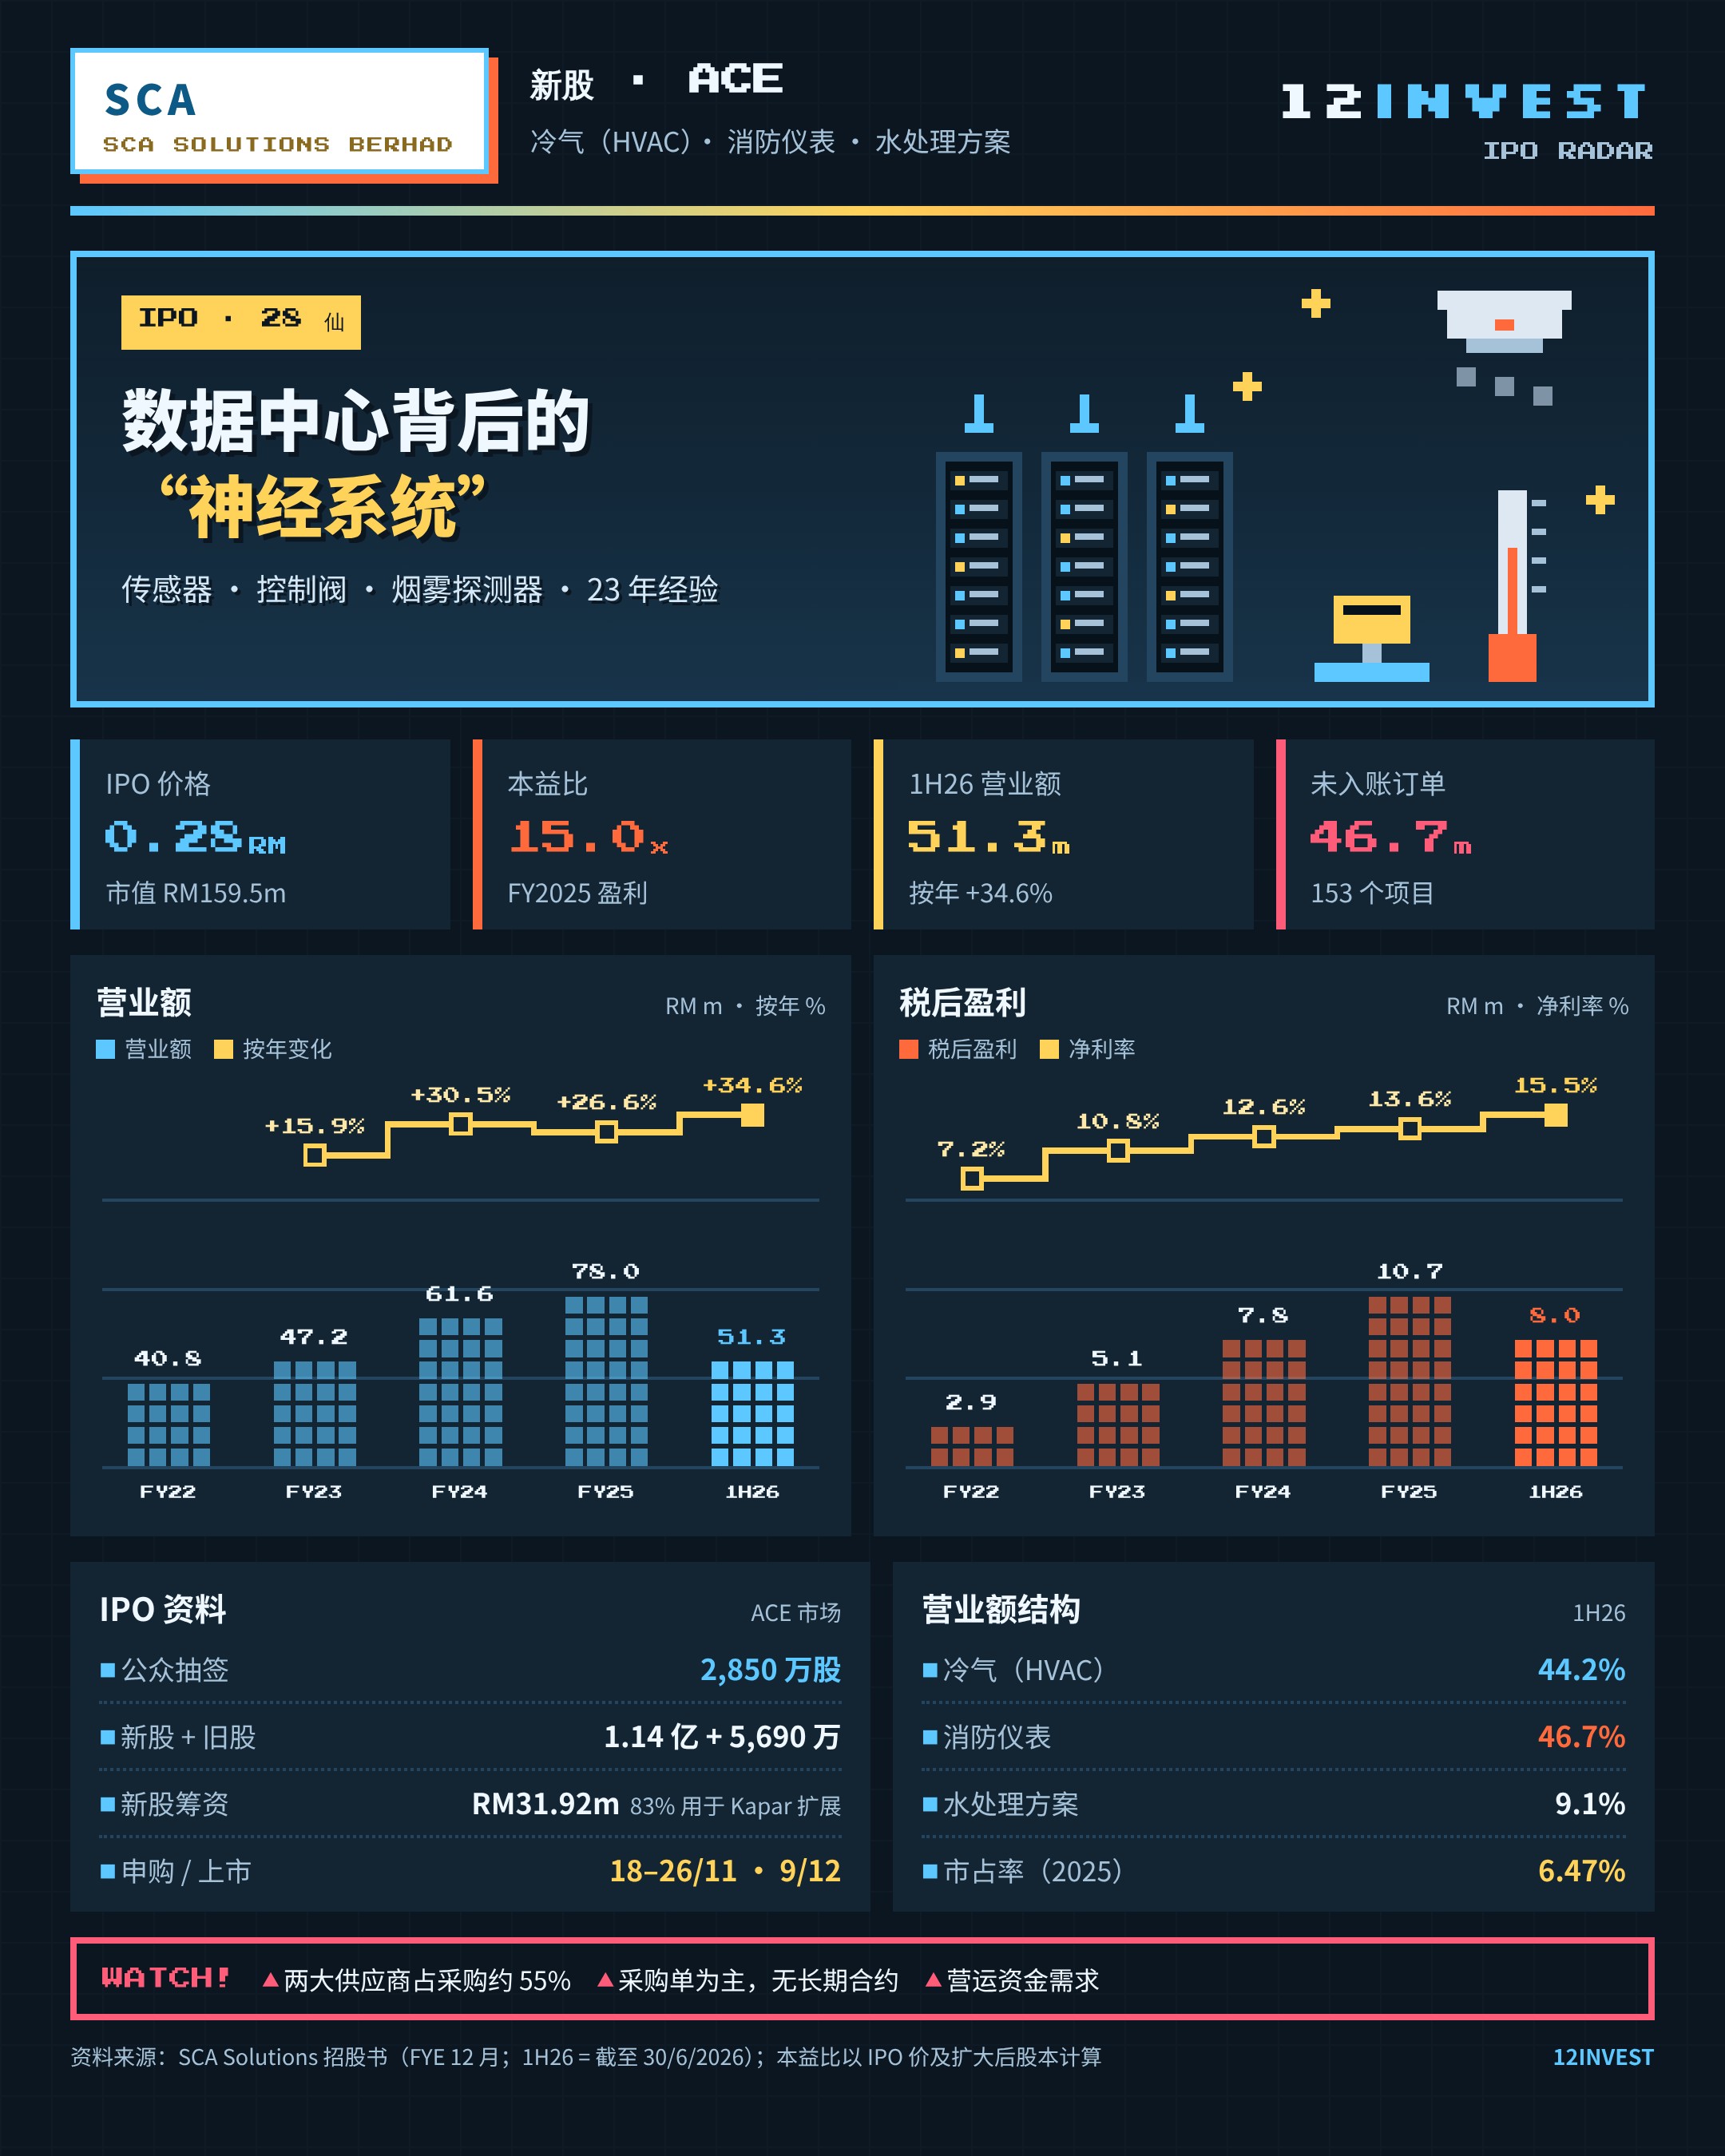 SCA
SCA SOLUTIONS BERHAD
新股 · ACE
冷气（HVAC）· 消防仪表 · 水处理方案
12INVEST
IPO RADAR
IPO · 28 仙
数据中心背后的
“神经系统”
传感器 · 控制阀 · 烟雾探测器 · 23 年经验
IPO 价格
0.28RM
市值 RM159.5m
本益比
15.0x
FY2025 盈利
1H26 营业额
51.3m
按年 +34.6%
未入账订单
46.7m
153 个项目
营业额
RM m · 按年 %
营业额 按年变化
+15.9% +30.5% +26.6% +34.6%
40.8 47.2 61.6 78.0 51.3
FY22 FY23 FY24 FY25 1H26
税后盈利
RM m · 净利率 %
税后盈利 净利率
7.2% 10.8% 12.6% 13.6% 15.5%
2.9 5.1 7.8 10.7 8.0
FY22 FY23 FY24 FY25 1H26
IPO 资料
ACE 市场
公众抽签 2,850 万股
新股 + 旧股 1.14 亿 + 5,690 万
新股筹资 RM31.92m 83% 用于 Kapar 扩展
申购 / 上市 18–26/11 · 9/12
营业额结构
1H26
冷气（HVAC） 44.2%
消防仪表 46.7%
水处理方案 9.1%
市占率（2025） 6.47%
WATCH! ▲两大供应商占采购约 55% ▲采购单为主，无长期合约 ▲营运资金需求
资料来源：SCA Solutions 招股书（FYE 12 月；1H26 = 截至 30/6/2026）；本益比以 IPO 价及扩大后股本计算
12INVEST